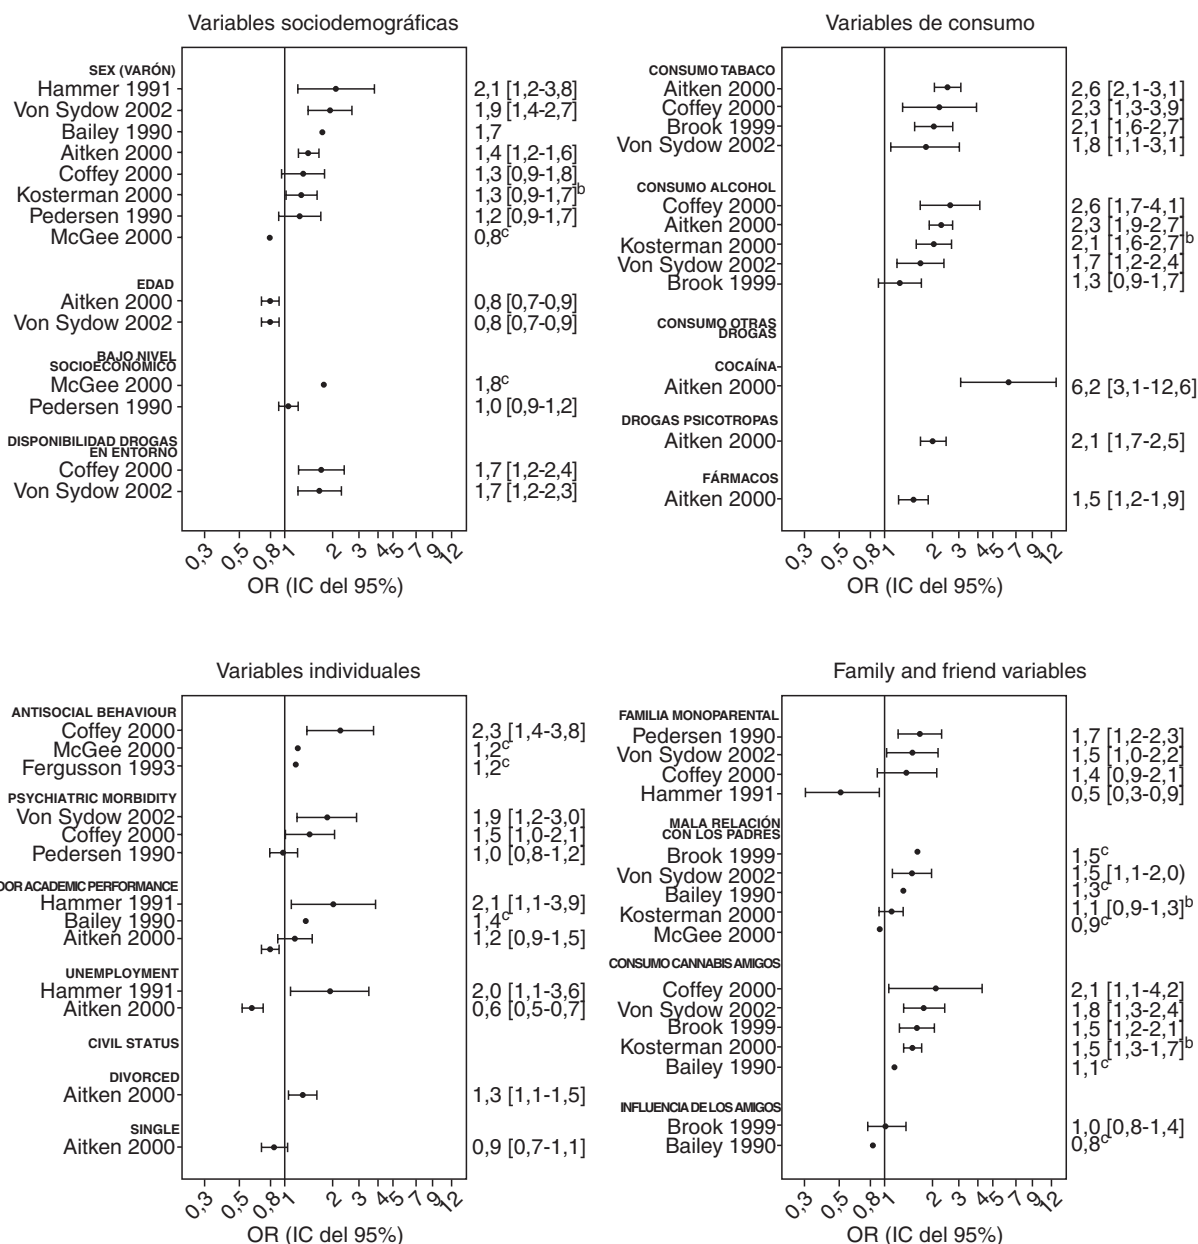 Variables sociodemográficas
SEX (VARÓN)
Hammer 1991 2,1 [1,2-3,8]
Von Sydow 2002 1,9 [1,4-2,7]
Bailey 1990 1,7
Aitken 2000 1,4 [1,2-1,6]
Coffey 2000 1,3 [0,9-1,8]
Kosterman 2000 1,3 [0,9-1,7]b
Pedersen 1990 1,2 [0,9-1,7]
McGee 2000 0,8c
EDAD
Aitken 2000 0,8 [0,7-0,9]
Von Sydow 2002 0,8 [0,7-0,9]
BAJO NIVEL
SOCIOECONÓMICO
McGee 2000 1,8c
Pedersen 1990 1,0 [0,9-1,2]
DISPONIBILIDAD DROGAS
EN ENTORNO
Coffey 2000 1,7 [1,2-2,4]
Von Sydow 2002 1,7 [1,2-2,3]
0,3 0,5 0,8 1 2 3 4 5 7 9 12
OR (IC del 95%)
Variables de consumo
CONSUMO TABACO
Aitken 2000 2,6 [2,1-3,1]
Coffey 2000 2,3 [1,3-3,9]
Brook 1999 2,1 [1,6-2,7]
Von Sydow 2002 1,8 [1,1-3,1]
CONSUMO ALCOHOL
Coffey 2000 2,6 [1,7-4,1]
Aitken 2000 2,3 [1,9-2,7]
Kosterman 2000 2,1 [1,6-2,7]b
Von Sydow 2002 1,7 [1,2-2,4]
Brook 1999 1,3 [0,9-1,7]
CONSUMO OTRAS
DROGAS
COCAÍNA
Aitken 2000 6,2 [3,1-12,6]
DROGAS PSICOTROPAS
Aitken 2000 2,1 [1,7-2,5]
FÁRMACOS
Aitken 2000 1,5 [1,2-1,9]
0,3 0,5 0,8 1 2 3 4 5 7 9 12
OR (IC del 95%)
Variables individuales
ANTISOCIAL BEHAVIOUR
Coffey 2000 2,3 [1,4-3,8]
McGee 2000 1,2c
Fergusson 1993 1,2c
PSYCHIATRIC MORBIDITY
Von Sydow 2002 1,9 [1,2-3,0]
Coffey 2000 1,5 [1,0-2,1]
Pedersen 1990 1,0 [0,8-1,2]
OOR ACADEMIC PERFORMANCE
Hammer 1991 2,1 [1,1-3,9]
Bailey 1990 1,4c
Aitken 2000 1,2 [0,9-1,5]
UNEMPLOYMENT
Hammer 1991 2,0 [1,1-3,6]
Aitken 2000 0,6 [0,5-0,7]
CIVIL STATUS
DIVORCED
Aitken 2000 1,3 [1,1-1,5]
SINGLE
Aitken 2000 0,9 [0,7-1,1]
0,3 0,5 0,8 1 2 3 4 5 7 9 12
OR (IC del 95%)
Family and friend variables
FAMILIA MONOPARENTAL
Pedersen 1990 1,7 [1,2-2,3]
Von Sydow 2002 1,5 [1,0-2,2]
Coffey 2000 1,4 [0,9-2,1]
Hammer 1991 0,5 [0,3-0,9]
MALA RELACIÓN
CON LOS PADRES
Brook 1999 1,5c
Von Sydow 2002 1,5 [1,1-2,0)
Bailey 1990 1,3c
Kosterman 2000 1,1 [0,9-1,3]b
McGee 2000 0,9c
CONSUMO CANNABIS AMIGOS
Coffey 2000 2,1 [1,1-4,2]
Von Sydow 2002 1,8 [1,3-2,4]
Brook 1999 1,5 [1,2-2,1]
Kosterman 2000 1,5 [1,3-1,7]b
Bailey 1990 1,1c
INFLUENCIA DE LOS AMIGOS
Brook 1999 1,0 [0,8-1,4]
Bailey 1990 0,8c
0,3 0,5 0,8 1 2 3 4 5 7 9 12
OR (IC del 95%)